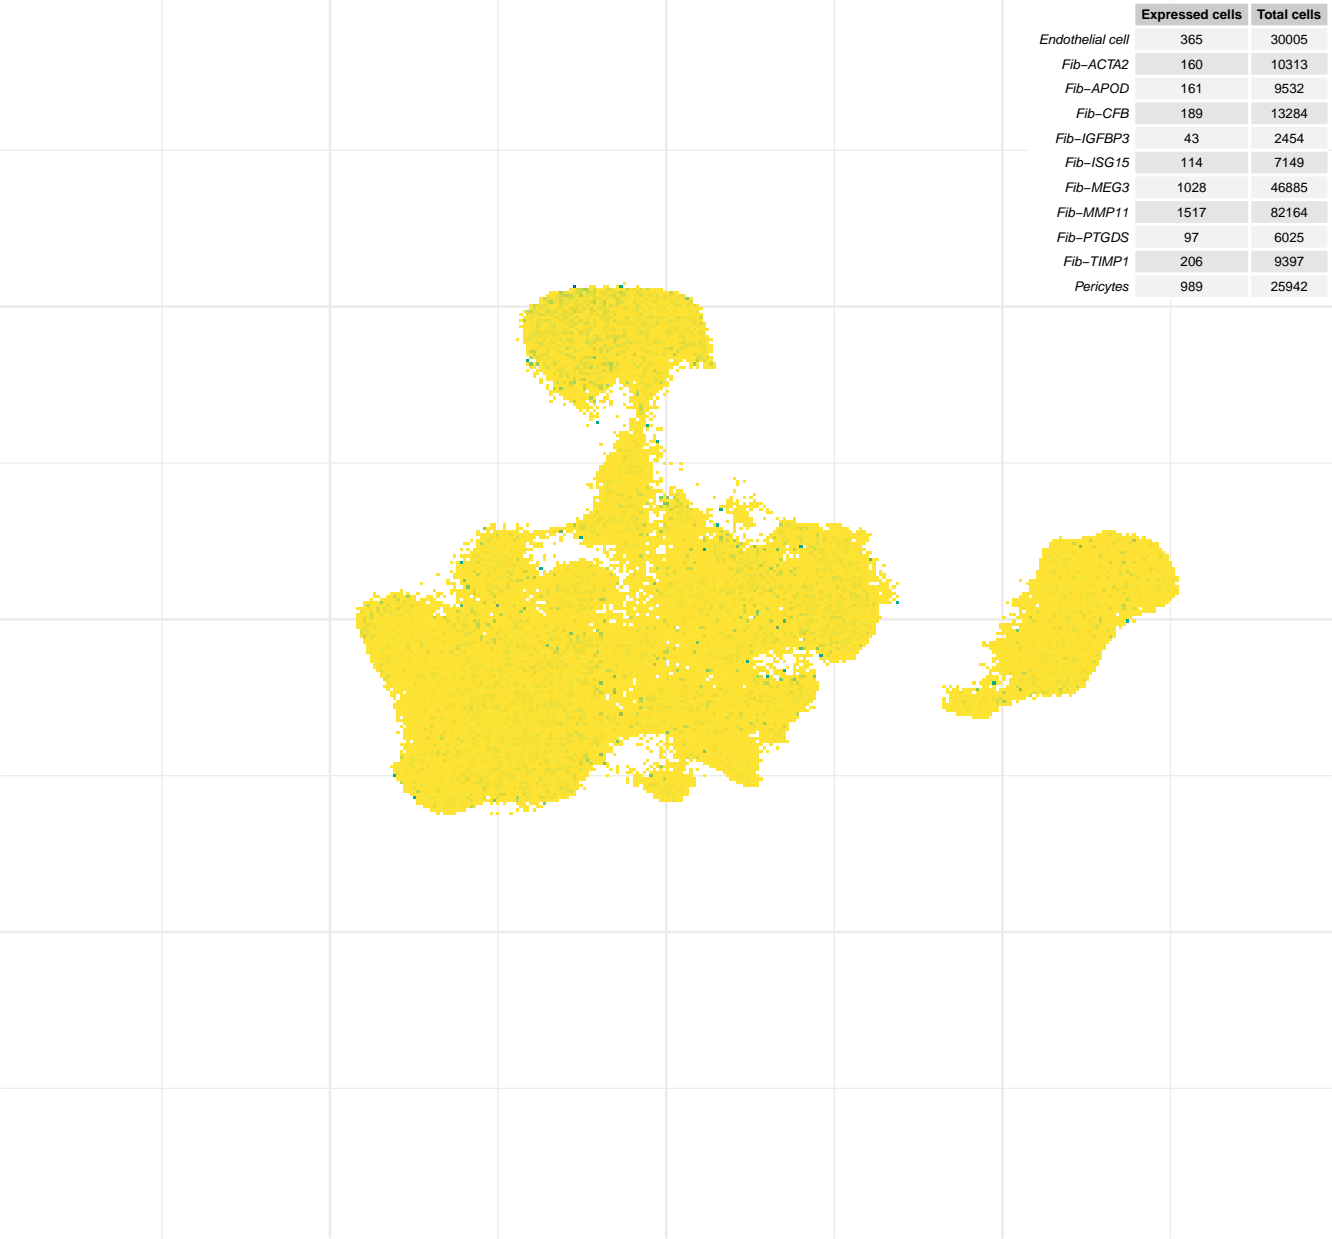 Expressed cells Total cells
Endothelial cell 365 30005
Fib−ACTA2 160 10313
Fib−APOD 161 9532
Fib−CFB 189 13284
Fib−IGFBP3 43 2454
Fib−ISG15 114 7149
Fib−MEG3 1028 46885
Fib−MMP11 1517 82164
Fib−PTGDS 97 6025
Fib−TIMP1 206 9397
Pericytes 989 25942